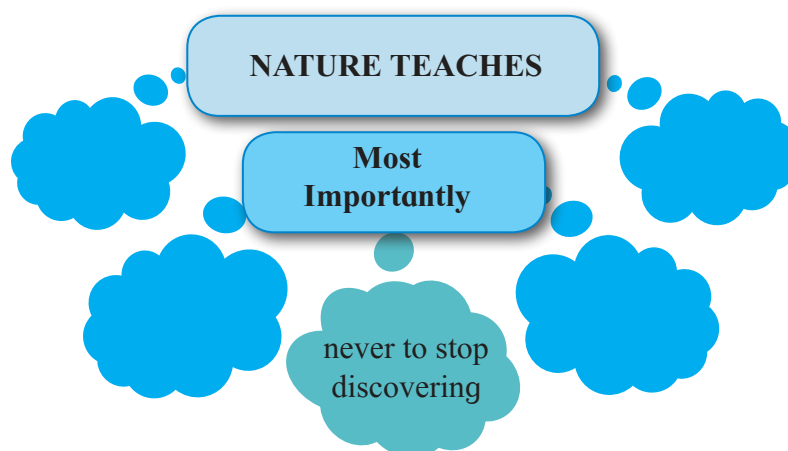 NATURE TEACHES
Most
Importantly
never to stop
discovering